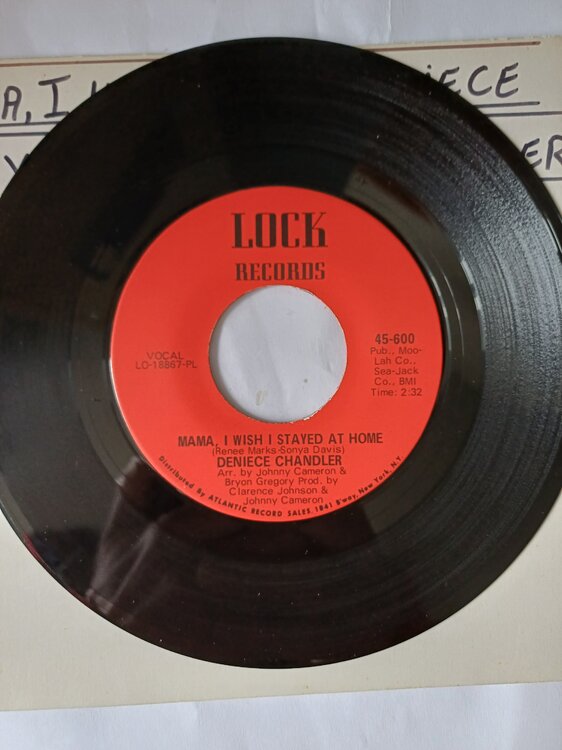 A, I
IECE
ER
LOCK
RECORDS
VOCAL
LO-18867-PL
45-600
Pub., Moo-
Lah Co.,
Sea-Jack
Co., BMI
Time: 2:32
MAMA, I WISH I STAYED AT HOME
(Renee Marks-Sonya Davis)
DENIECE CHANDLER
Arr. by Johnny Cameron &
Bryon Gregory Prod. by
Clarence Johnson &
Johnny Cameron
Distributed By ATLANTIC RECORD SALES, 1841 B'way, New York, N.Y.